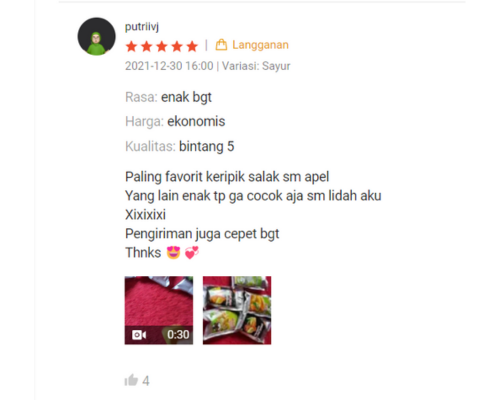 putriivj
Langganan
2021-12-30 16:00 | Variasi: Sayur
Rasa: enak bgt
Harga: ekonomis
Kualitas: bintang 5
Paling favorit keripik salak sm apel
Yang lain enak tp ga cocok aja sm lidah aku
Xixixixi
Pengiriman juga cepet bgt
Thnks 😍 💞
0:30
4